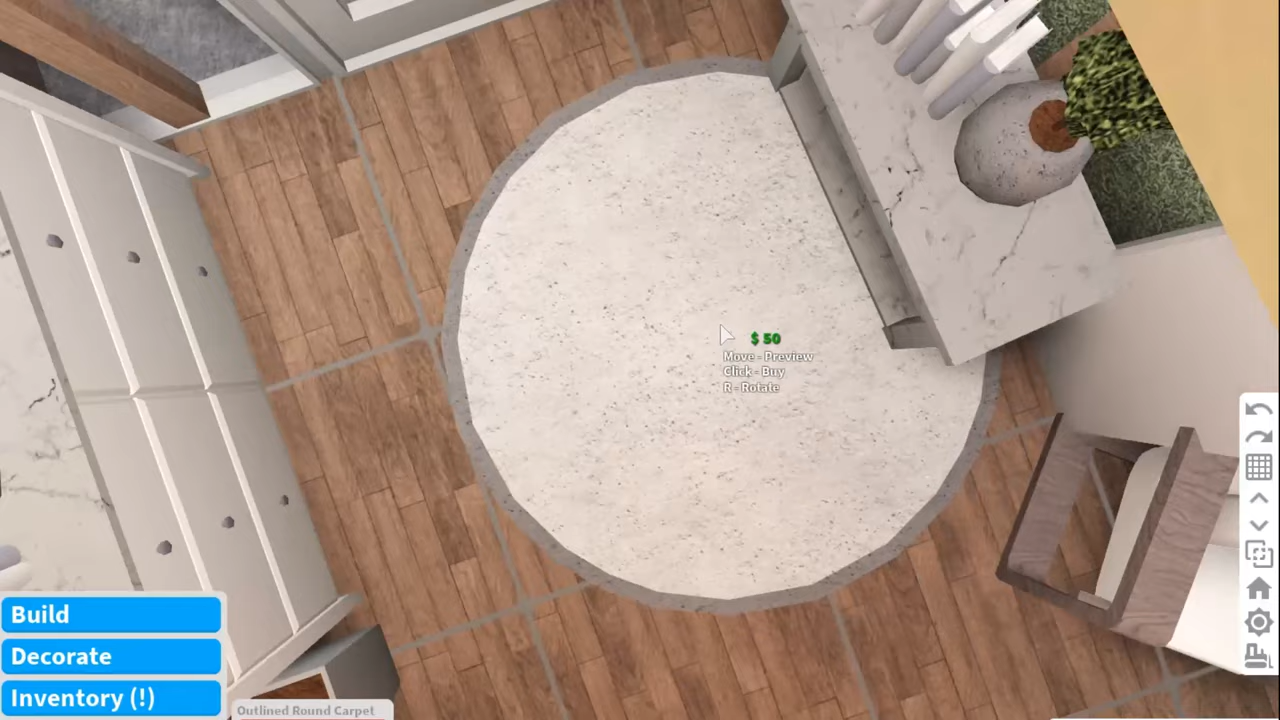 $ 50
Move - Preview
Click - Buy
R - Rotate
Build
Decorate
Inventory (!)
Outlined Round Carpet